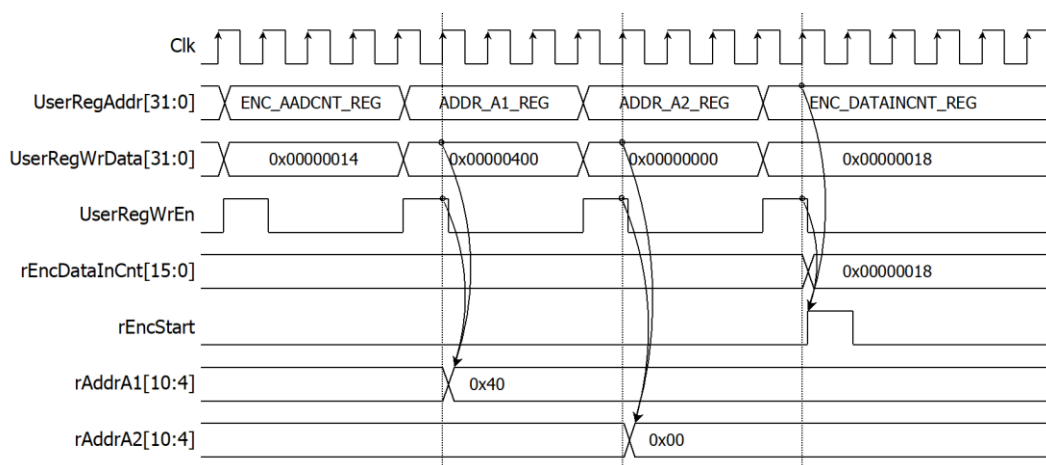 Clk
UserRegAddr[31:0] ENC_AADCNT_REG ADDR_A1_REG ADDR_A2_REG ENC_DATAINCNT_REG
UserRegWrData[31:0] 0x00000014 0x00000400 0x00000000 0x00000018
UserRegWrEn
rEncDataInCnt[15:0] 0x00000018
rEncStart
rAddrA1[10:4] 0x40
rAddrA2[10:4] 0x00